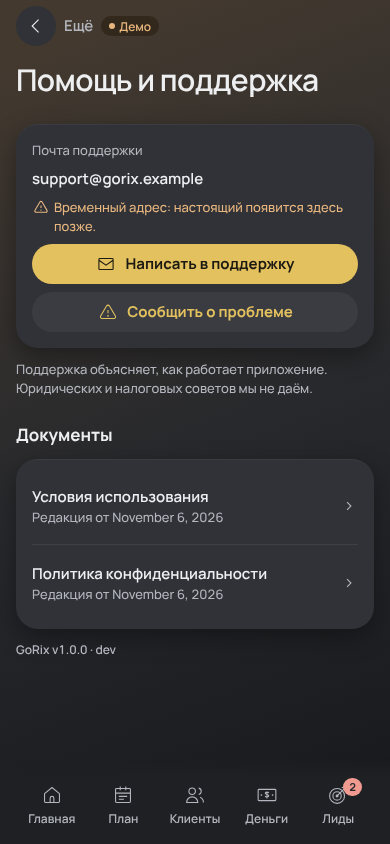 Ещё
Демо
Помощь и поддержка
Почта поддержки
support@gorix.example
Временный адрес: настоящий появится здесь
позже.
Написать в поддержку
Сообщить о проблеме
Поддержка объясняет, как работает приложение.
Юридических и налоговых советов мы не даём.
Документы
Условия использования
Редакция от November 6, 2026
Политика конфиденциальности
Редакция от November 6, 2026
GoRix v1.0.0 · dev
2
Главная
План
Клиенты
Деньги
Лиды